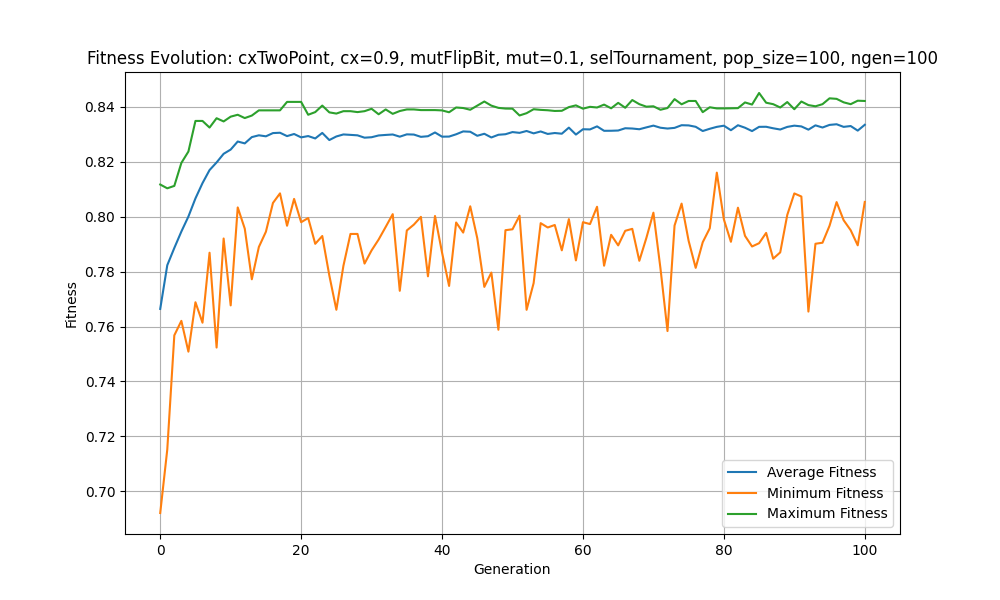 Fitness Evolution: cxTwoPoint, cx=0.9, mutFlipBit, mut=0.1, selTournament, pop_size=100, ngen=100
Fitness
0.84
0.82
0.80
0.78
0.76
0.74
0.72
0.70
Average Fitness
Minimum Fitness
Maximum Fitness
0 20 40 60 80 100
Generation